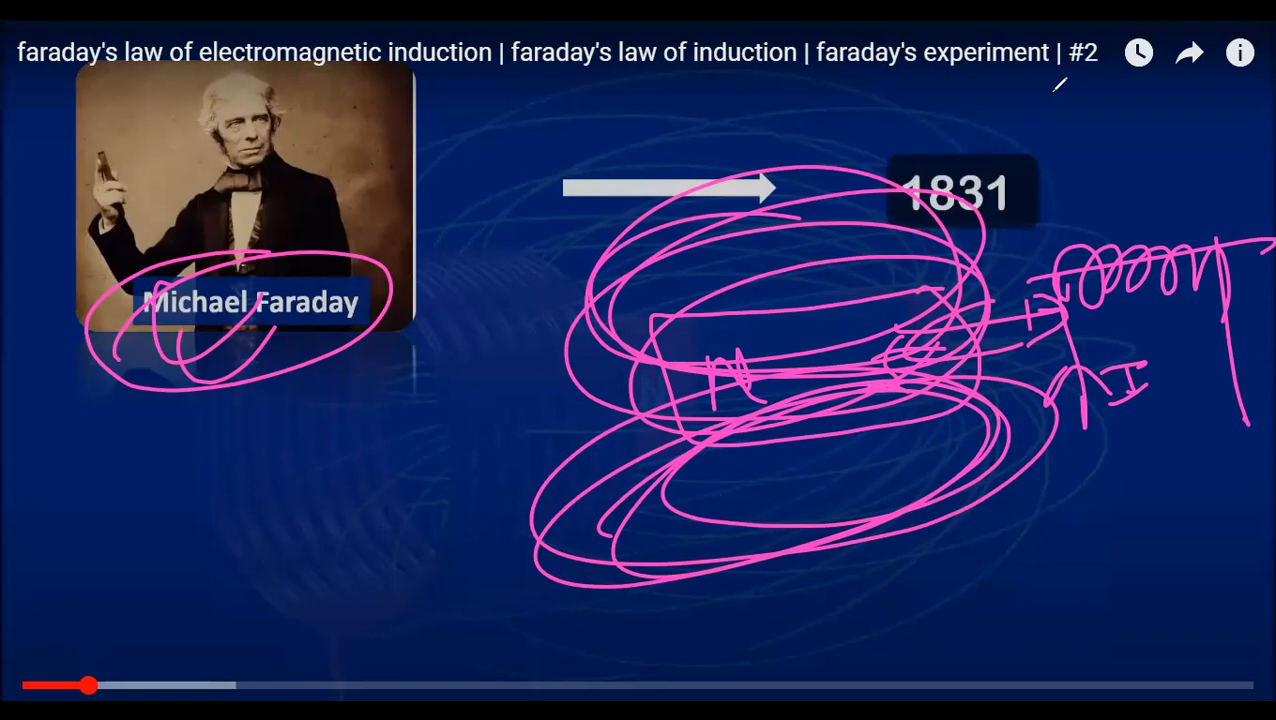 faraday's law of electromagnetic induction | faraday's law of induction | faraday's experiment | #2
1831
Michael Faraday
N
I